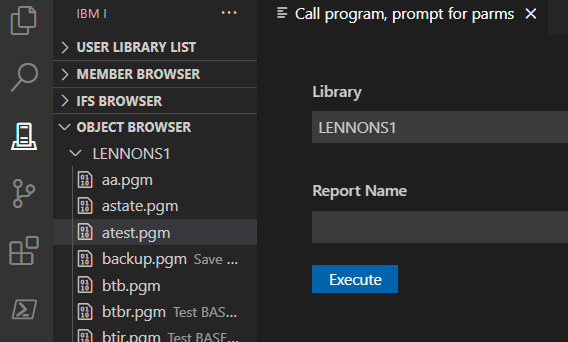 IBM I
...
Call program, prompt for parms
USER LIBRARY LIST
MEMBER BROWSER
IFS BROWSER
OBJECT BROWSER
LENNONS1
aa.pgm
astate.pgm
atest.pgm
backup.pgm Save ...
btb.pgm
btbr.pgm Test BAS...
btir.pgm Test BASE...
Library
LENNONS1
Report Name
Execute